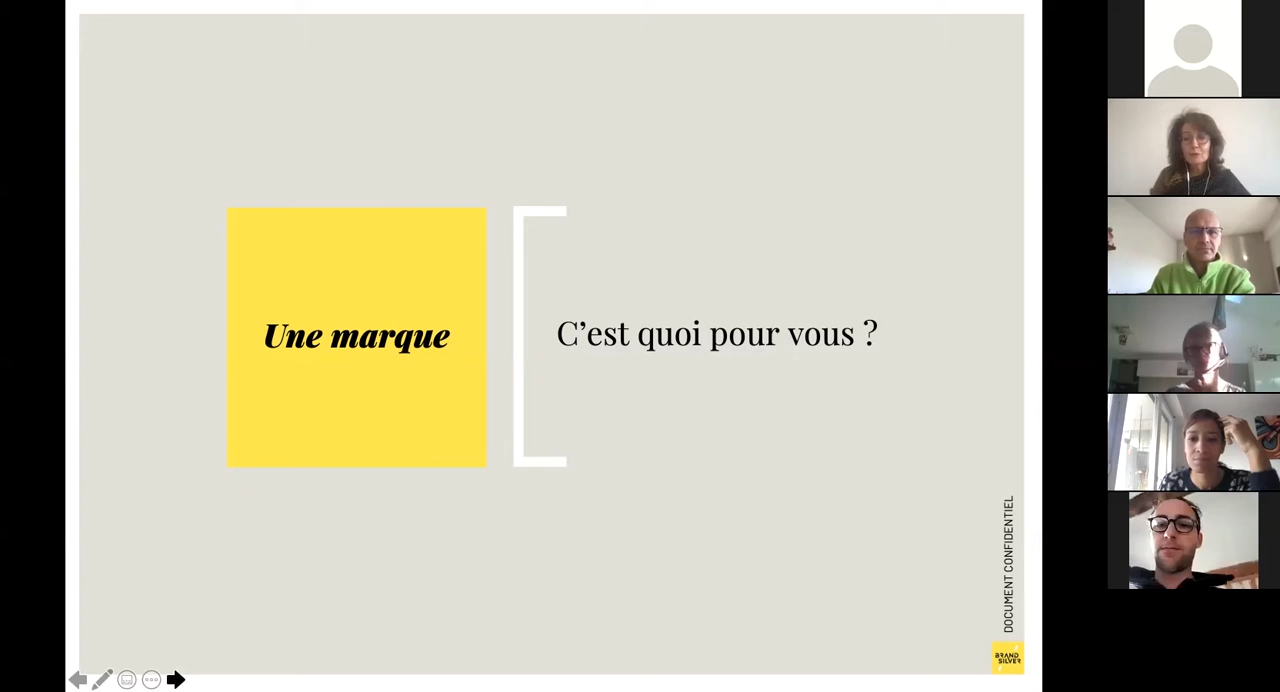 Une marque
C’est quoi pour vous ?
DOCUMENT CONFIDENTIEL
BRAND
SILVER